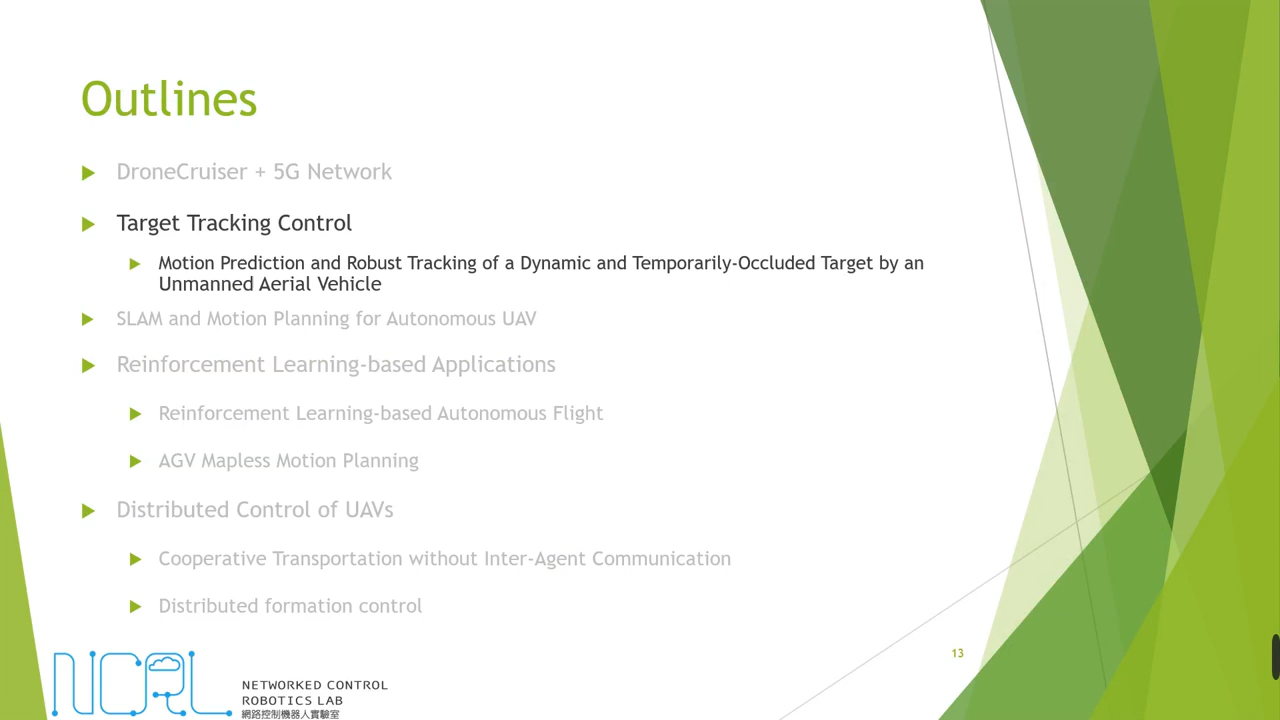 Outlines
DroneCruiser + 5G Network
Target Tracking Control
Motion Prediction and Robust Tracking of a Dynamic and Temporarily-Occluded Target by an
Unmanned Aerial Vehicle
SLAM and Motion Planning for Autonomous UAV
Reinforcement Learning-based Applications
Reinforcement Learning-based Autonomous Flight
AGV Mapless Motion Planning
Distributed Control of UAVs
Cooperative Transportation without Inter-Agent Communication
Distributed formation control
13
NCRL
NETWORKED CONTROL
ROBOTICS LAB
網路控制機器人實驗室